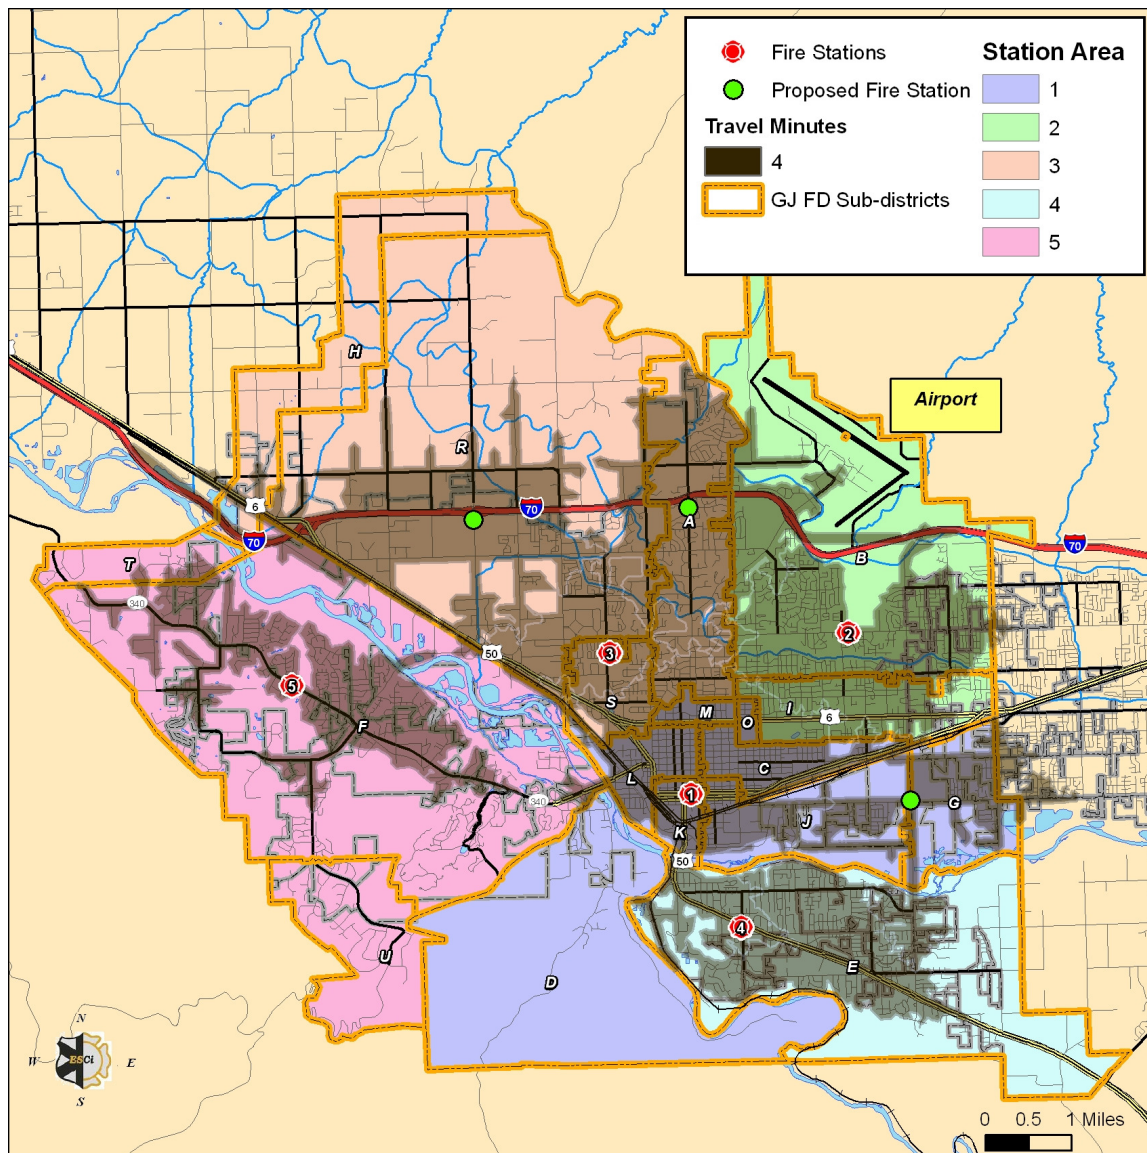 Fire Stations
Proposed Fire Station
Travel Minutes
4
GJ FD Sub-districts
Station Area
1
2
3
4
5
Airport
H
R
6
70
70
A
70
B
T
340
2
3
50
5
S
M
O
I
6
F
L
C
1
340
K
J
G
50
4
E
D
U
N
W
ESCi
E
S
0 0.5 1 Miles